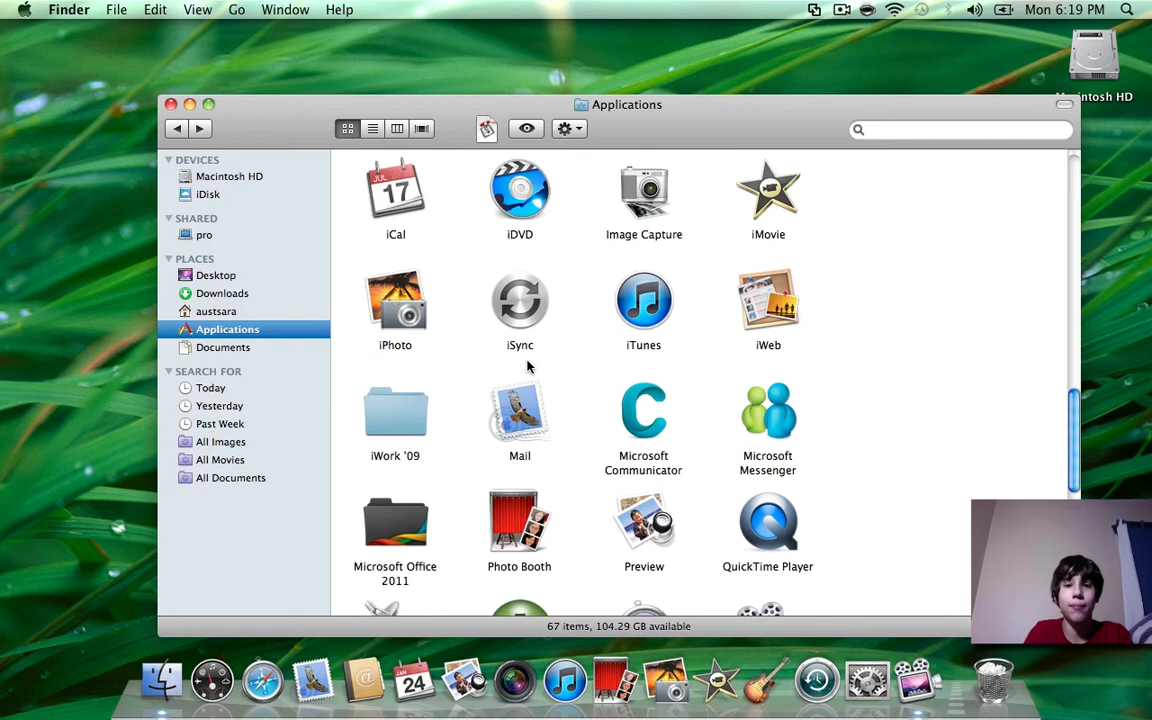 Finder File Edit View Go Window Help Mon 6:19 PM
Macintosh HD
Applications
DEVICES
Macintosh HD
iDisk
SHARED
pro
PLACES
Desktop
Downloads
austsara
Applications
Documents
SEARCH FOR
Today
Yesterday
Past Week
All Images
All Movies
All Documents
JUL
17
iCal
iDVD
Image Capture
iMovie
iPhoto
iSync
iTunes
iWeb
iWork '09
Mail
C
Microsoft
Communicator
Microsoft
Messenger
Microsoft Office
2011
Photo Booth
Preview
QuickTime Player
67 items, 104.29 GB available
@
JAN
24